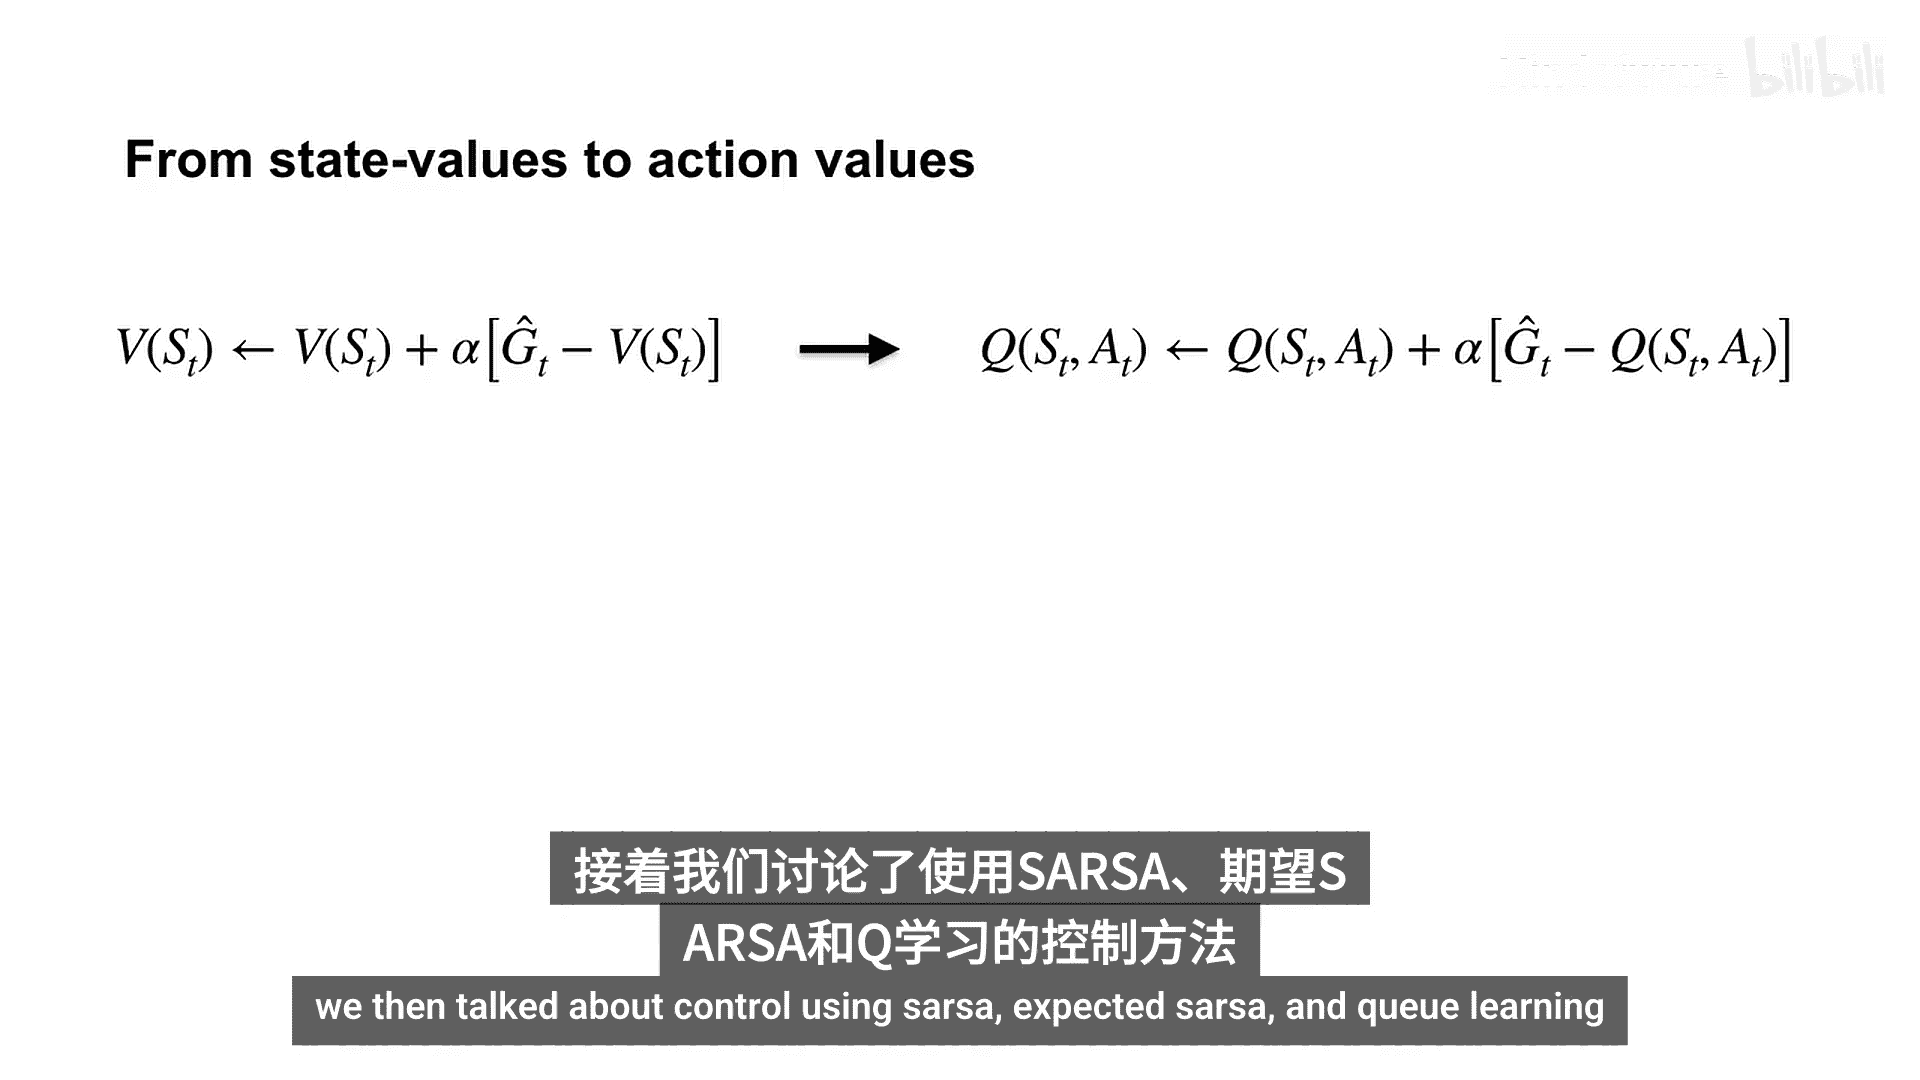 bilibili
From state-values to action values
V(S_t) ← V(S_t) + α[Ĝ_t − V(S_t)] → Q(S_t, A_t) ← Q(S_t, A_t) + α[Ĝ_t − Q(S_t, A_t)]
接着我们讨论了使用SARSA、期望S
ARSA和Q学习的控制方法
we then talked about control using sarsa, expected sarsa, and queue learning